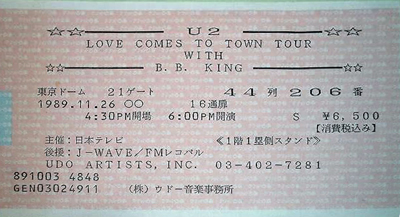 ☆☆ U2 ☆☆
LOVE COMES TO TOWN TOUR
WITH
☆☆ B.B. KING ☆☆
東京ドーム 21ゲート 44列 206番
1989.11.26 ○○ 16通扉
4:30PM開場 6:00PM開演 S ¥6,500
【消費税込み】
主催:日本テレビ 《1階1塁側スタンド》
後援:J-WAVE/FMレコパル
UDO ARTISTS, INC. 03-402-7281
891003 4848
GEN03024911 (株)ウドー音楽事務所